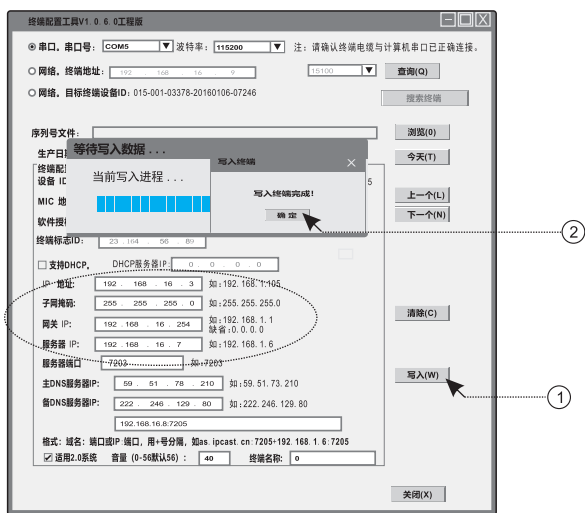 终端配置工具V1.0.6.0工程版
串口，串口号： COM5 波特率： 115200 注：请确认终端电缆与计算机串口已正确连接。
网络，终端地址： 192 . 168 . 16 . 9 15100 查询(Q)
网络，目标终端设备ID：015-001-03378-20160106-07246 搜索终端
序列号文件： 浏览(0)
生产日 今天(T)
等待写入数据...
写入终端
终端配
当前写入进程...
设备 ID 5
上一个(L)
写入终端完成!
MIC 地
下一个(N)
确 定
软件授
②
终端标志ID： 23 . 164 . 56 . 89
支持DHCP， DHCP服务器IP： 0 . 0 . 0 . 0
IP 地址： 192 . 168 . 16 . 3 如：192.168.1.105
子网掩码： 255 . 255 . 255 . 0 如：255.255.255.0
网关 IP： 192 . 168 . 16 . 254 如：192.168.1.1
缺省：0.0.0.0
清除(C)
服务器 IP： 192 . 168 . 16 . 7 如：192.168.1.6
服务器端口 7203 如：7203
写入(W)
主DNS服务器IP： 59 . 51 . 78 . 210 如：59.51.73.210
①
备DNS服务器IP： 222 . 246 . 129 . 80 如：222.246.129.80
192.168.16.8:7205
格式：域名：端口或IP:端口，用+号分隔，如as.ipcast.cn:7205+192.168.1.6:7205
适用2.0系统 音量（0-56默认56）： 40 终端名称： 0
关闭(X)